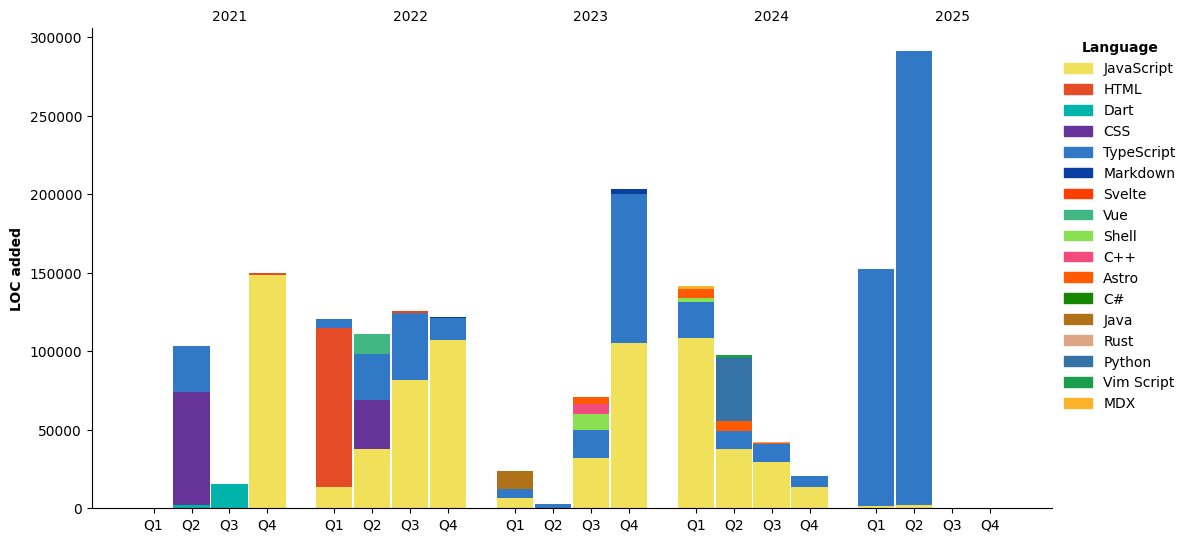 2021 2022 2023 2024 2025
300000
250000
200000
150000
100000
50000
0
LOC added
Q1 Q2 Q3 Q4 Q1 Q2 Q3 Q4 Q1 Q2 Q3 Q4 Q1 Q2 Q3 Q4 Q1 Q2 Q3 Q4
Language
JavaScript
HTML
Dart
CSS
TypeScript
Markdown
Svelte
Vue
Shell
C++
Astro
C#
Java
Rust
Python
Vim Script
MDX